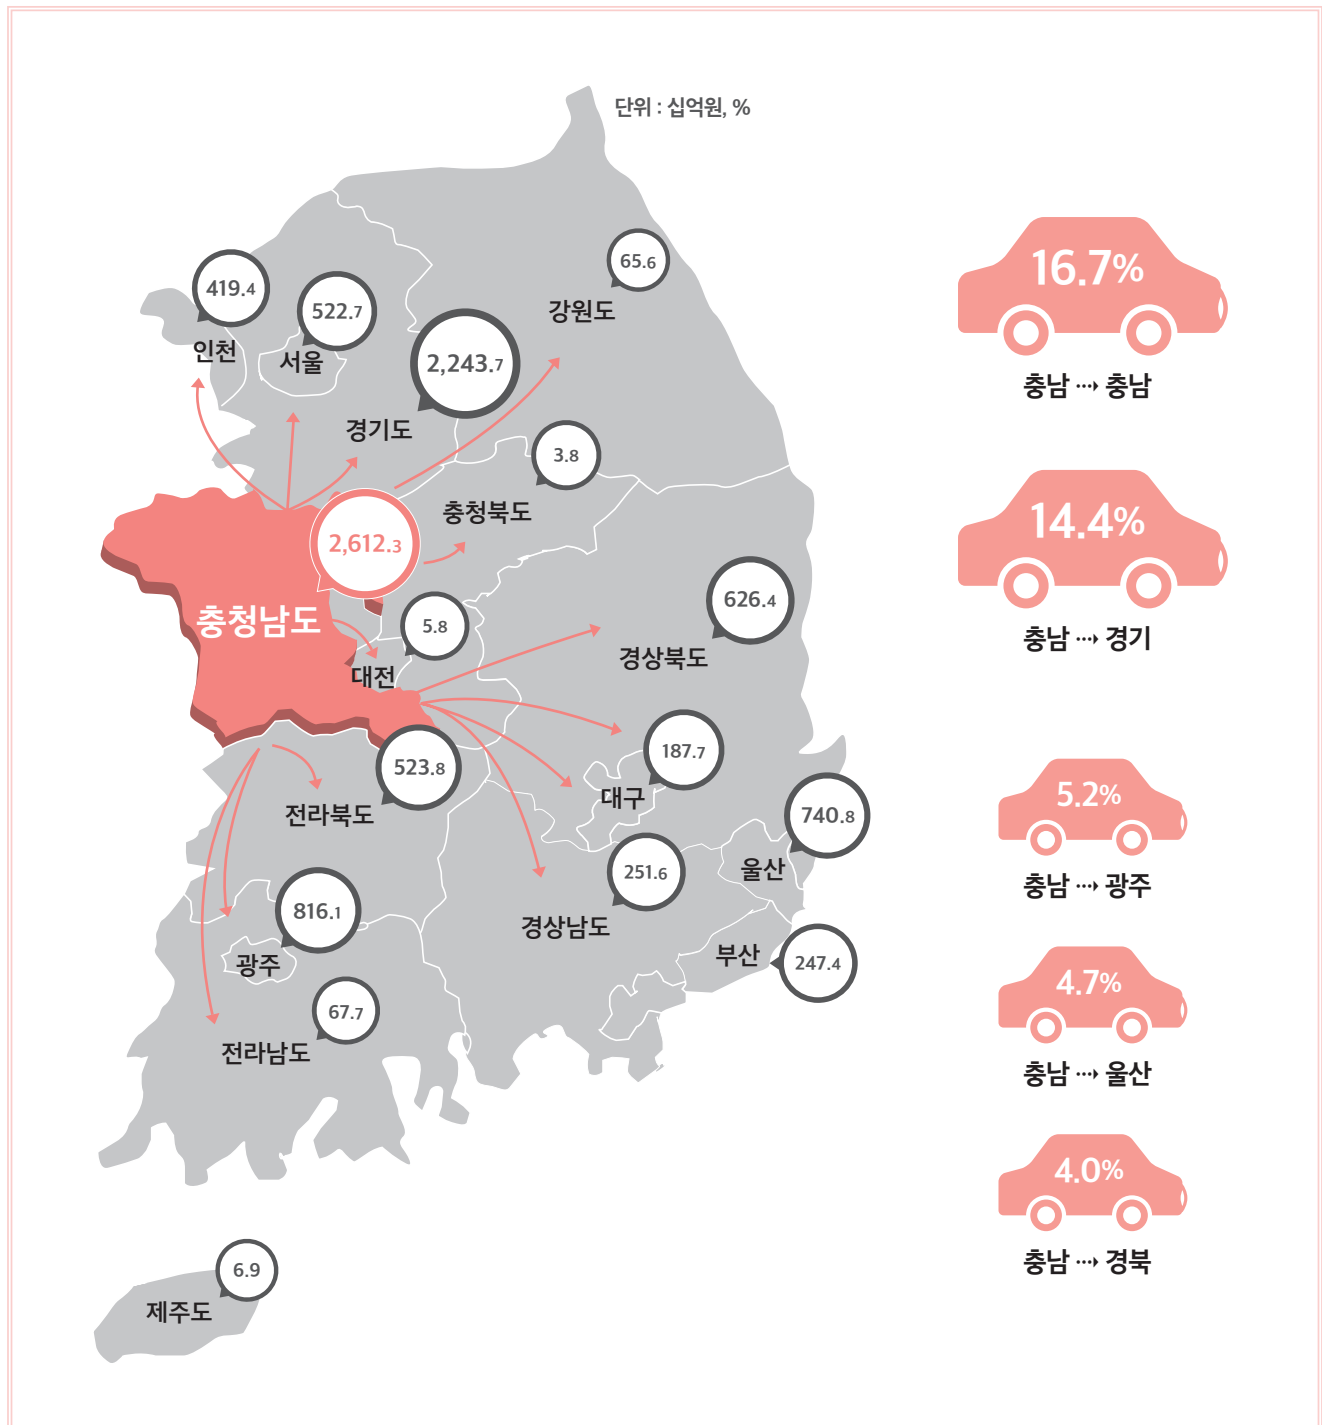 단위 : 십억원, %
65.6
강원도
419.4
인천
522.7
서울
2,243.7
경기도
3.8
충청북도
2,612.3
충청남도
5.8
대전
626.4
경상북도
187.7
대구
523.8
전라북도
740.8
울산
251.6
경상남도
816.1
광주
부산
247.4
67.7
전라남도
6.9
제주도
16.7%
충남 ⋯▸ 충남
14.4%
충남 ⋯▸ 경기
5.2%
충남 ⋯▸ 광주
4.7%
충남 ⋯▸ 울산
4.0%
충남 ⋯▸ 경북